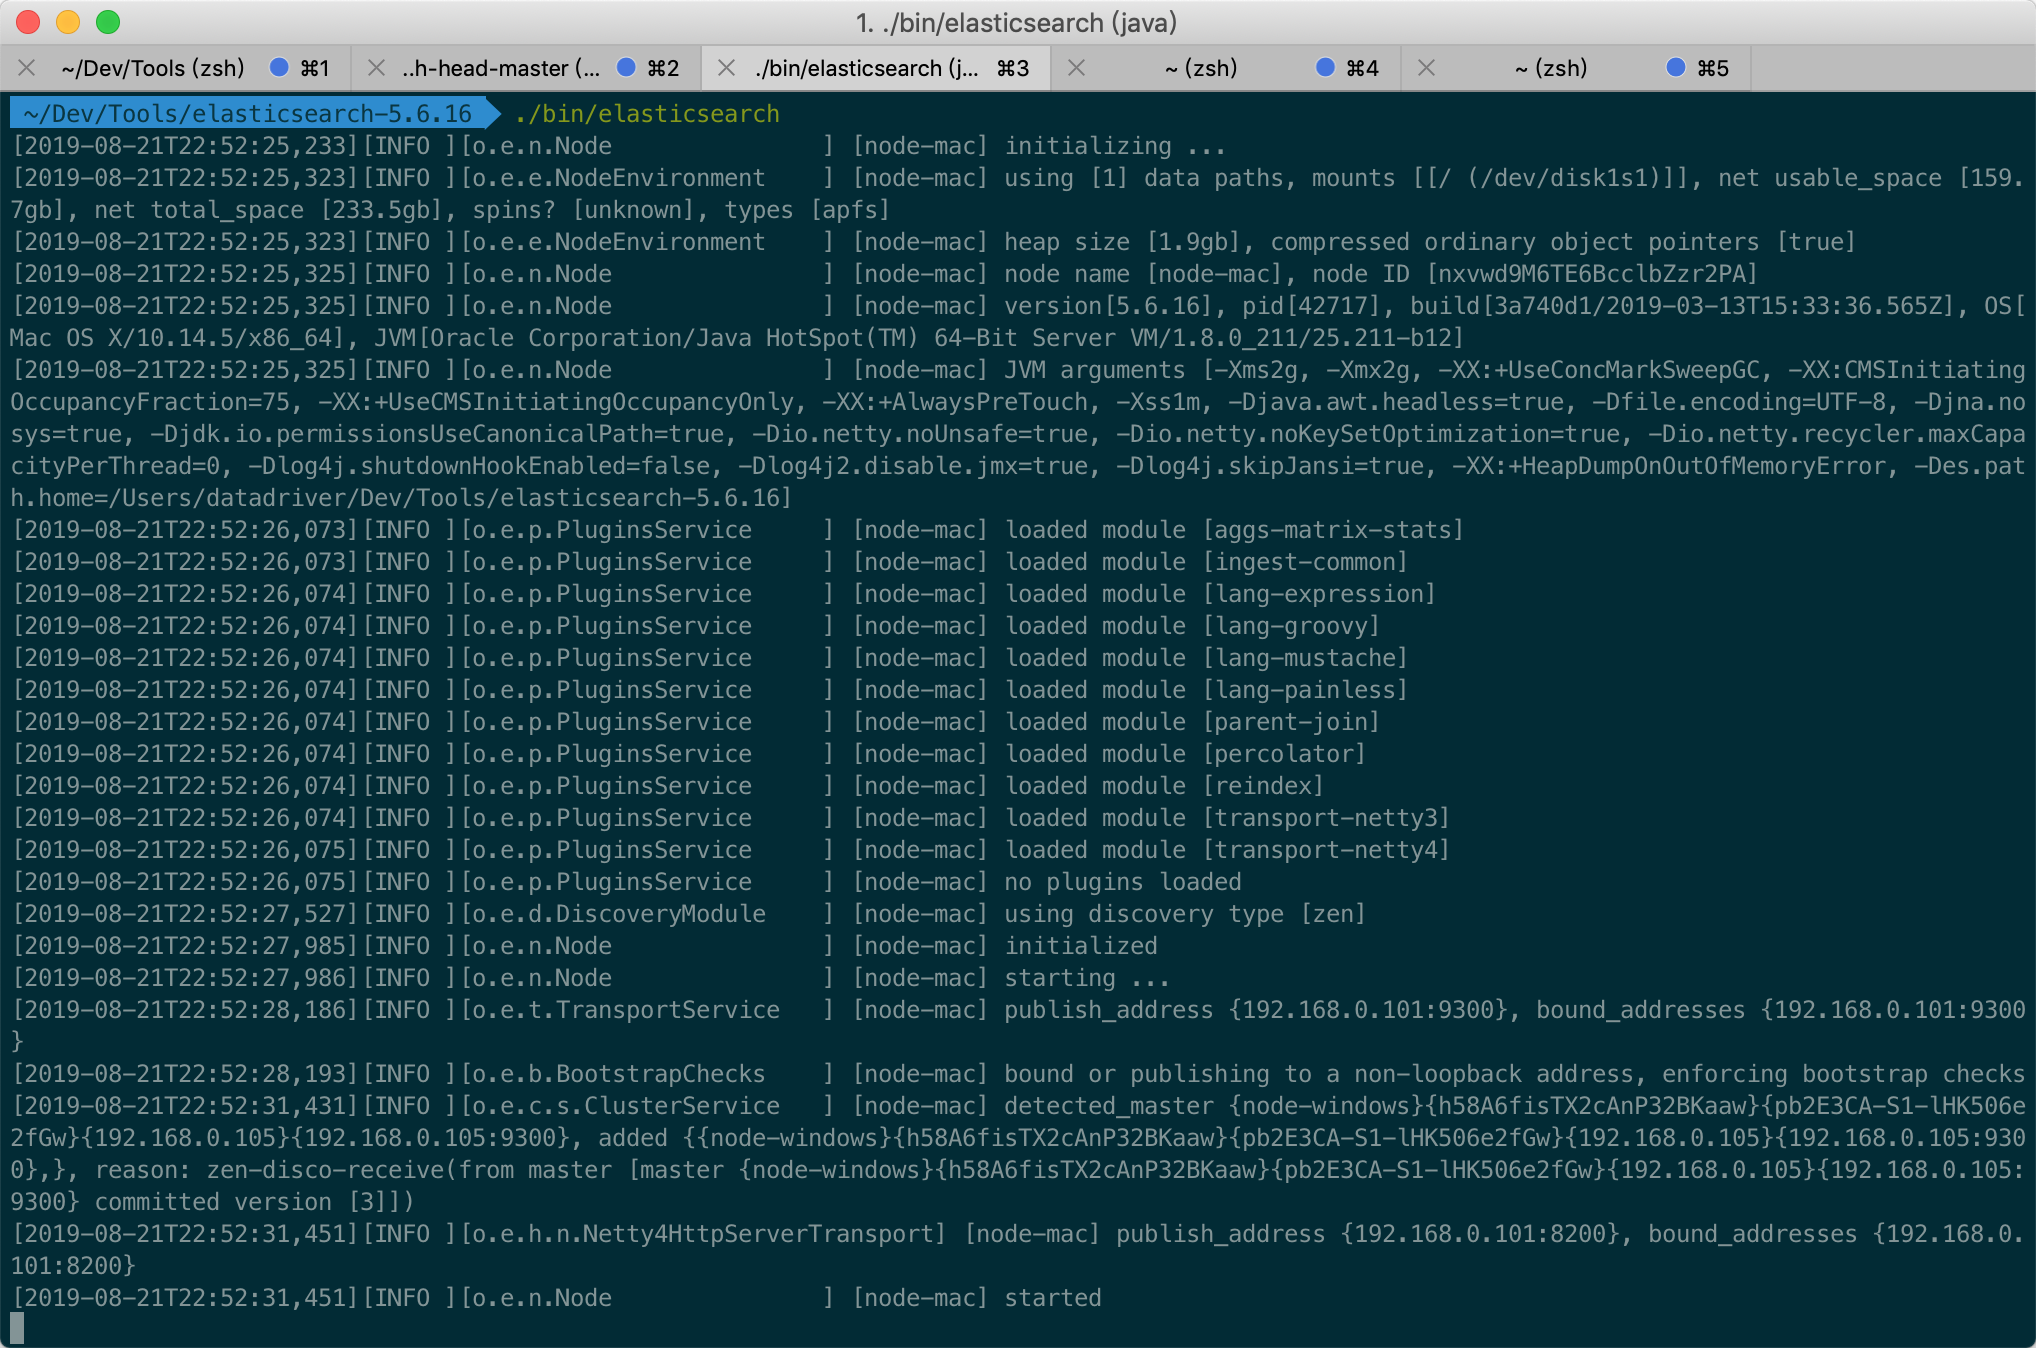 1. ./bin/elasticsearch (java)
~/Dev/Tools (zsh) ⌘1 ..h-head-master (... ⌘2 ./bin/elasticsearch (j... ⌘3 ~ (zsh) ⌘4 ~ (zsh) ⌘5
~/Dev/Tools/elasticsearch-5.6.16 ./bin/elasticsearch
[2019-08-21T22:52:25,233][INFO ][o.e.n.Node               ] [node-mac] initializing ...
[2019-08-21T22:52:25,323][INFO ][o.e.e.NodeEnvironment    ] [node-mac] using [1] data paths, mounts [[/ (/dev/disk1s1)]], net usable_space [159.
7gb], net total_space [233.5gb], spins? [unknown], types [apfs]
[2019-08-21T22:52:25,323][INFO ][o.e.e.NodeEnvironment    ] [node-mac] heap size [1.9gb], compressed ordinary object pointers [true]
[2019-08-21T22:52:25,325][INFO ][o.e.n.Node               ] [node-mac] node name [node-mac], node ID [nxvwd9M6TE6BcclbZzr2PA]
[2019-08-21T22:52:25,325][INFO ][o.e.n.Node               ] [node-mac] version[5.6.16], pid[42717], build[3a740d1/2019-03-13T15:33:36.565Z], OS[
Mac OS X/10.14.5/x86_64], JVM[Oracle Corporation/Java HotSpot(TM) 64-Bit Server VM/1.8.0_211/25.211-b12]
[2019-08-21T22:52:25,325][INFO ][o.e.n.Node               ] [node-mac] JVM arguments [-Xms2g, -Xmx2g, -XX:+UseConcMarkSweepGC, -XX:CMSInitiating
OccupancyFraction=75, -XX:+UseCMSInitiatingOccupancyOnly, -XX:+AlwaysPreTouch, -Xss1m, -Djava.awt.headless=true, -Dfile.encoding=UTF-8, -Djna.no
sys=true, -Djdk.io.permissionsUseCanonicalPath=true, -Dio.netty.noUnsafe=true, -Dio.netty.noKeySetOptimization=true, -Dio.netty.recycler.maxCapa
cityPerThread=0, -Dlog4j.shutdownHookEnabled=false, -Dlog4j2.disable.jmx=true, -Dlog4j.skipJansi=true, -XX:+HeapDumpOnOutOfMemoryError, -Des.pat
h.home=/Users/datadriver/Dev/Tools/elasticsearch-5.6.16]
[2019-08-21T22:52:26,073][INFO ][o.e.p.PluginsService     ] [node-mac] loaded module [aggs-matrix-stats]
[2019-08-21T22:52:26,073][INFO ][o.e.p.PluginsService     ] [node-mac] loaded module [ingest-common]
[2019-08-21T22:52:26,074][INFO ][o.e.p.PluginsService     ] [node-mac] loaded module [lang-expression]
[2019-08-21T22:52:26,074][INFO ][o.e.p.PluginsService     ] [node-mac] loaded module [lang-groovy]
[2019-08-21T22:52:26,074][INFO ][o.e.p.PluginsService     ] [node-mac] loaded module [lang-mustache]
[2019-08-21T22:52:26,074][INFO ][o.e.p.PluginsService     ] [node-mac] loaded module [lang-painless]
[2019-08-21T22:52:26,074][INFO ][o.e.p.PluginsService     ] [node-mac] loaded module [parent-join]
[2019-08-21T22:52:26,074][INFO ][o.e.p.PluginsService     ] [node-mac] loaded module [percolator]
[2019-08-21T22:52:26,074][INFO ][o.e.p.PluginsService     ] [node-mac] loaded module [reindex]
[2019-08-21T22:52:26,074][INFO ][o.e.p.PluginsService     ] [node-mac] loaded module [transport-netty3]
[2019-08-21T22:52:26,075][INFO ][o.e.p.PluginsService     ] [node-mac] loaded module [transport-netty4]
[2019-08-21T22:52:26,075][INFO ][o.e.p.PluginsService     ] [node-mac] no plugins loaded
[2019-08-21T22:52:27,527][INFO ][o.e.d.DiscoveryModule    ] [node-mac] using discovery type [zen]
[2019-08-21T22:52:27,985][INFO ][o.e.n.Node               ] [node-mac] initialized
[2019-08-21T22:52:27,986][INFO ][o.e.n.Node               ] [node-mac] starting ...
[2019-08-21T22:52:28,186][INFO ][o.e.t.TransportService   ] [node-mac] publish_address {192.168.0.101:9300}, bound_addresses {192.168.0.101:9300
}
[2019-08-21T22:52:28,193][INFO ][o.e.b.BootstrapChecks    ] [node-mac] bound or publishing to a non-loopback address, enforcing bootstrap checks
[2019-08-21T22:52:31,431][INFO ][o.e.c.s.ClusterService   ] [node-mac] detected_master {node-windows}{h58A6fisTX2cAnP32BKaaw}{pb2E3CA-S1-lHK506e
2fGw}{192.168.0.105}{192.168.0.105:9300}, added {{node-windows}{h58A6fisTX2cAnP32BKaaw}{pb2E3CA-S1-lHK506e2fGw}{192.168.0.105}{192.168.0.105:930
0},}, reason: zen-disco-receive(from master [master {node-windows}{h58A6fisTX2cAnP32BKaaw}{pb2E3CA-S1-lHK506e2fGw}{192.168.0.105}{192.168.0.105:
9300} committed version [3]])
[2019-08-21T22:52:31,451][INFO ][o.e.h.n.Netty4HttpServerTransport] [node-mac] publish_address {192.168.0.101:8200}, bound_addresses {192.168.0.
101:8200}
[2019-08-21T22:52:31,451][INFO ][o.e.n.Node               ] [node-mac] started